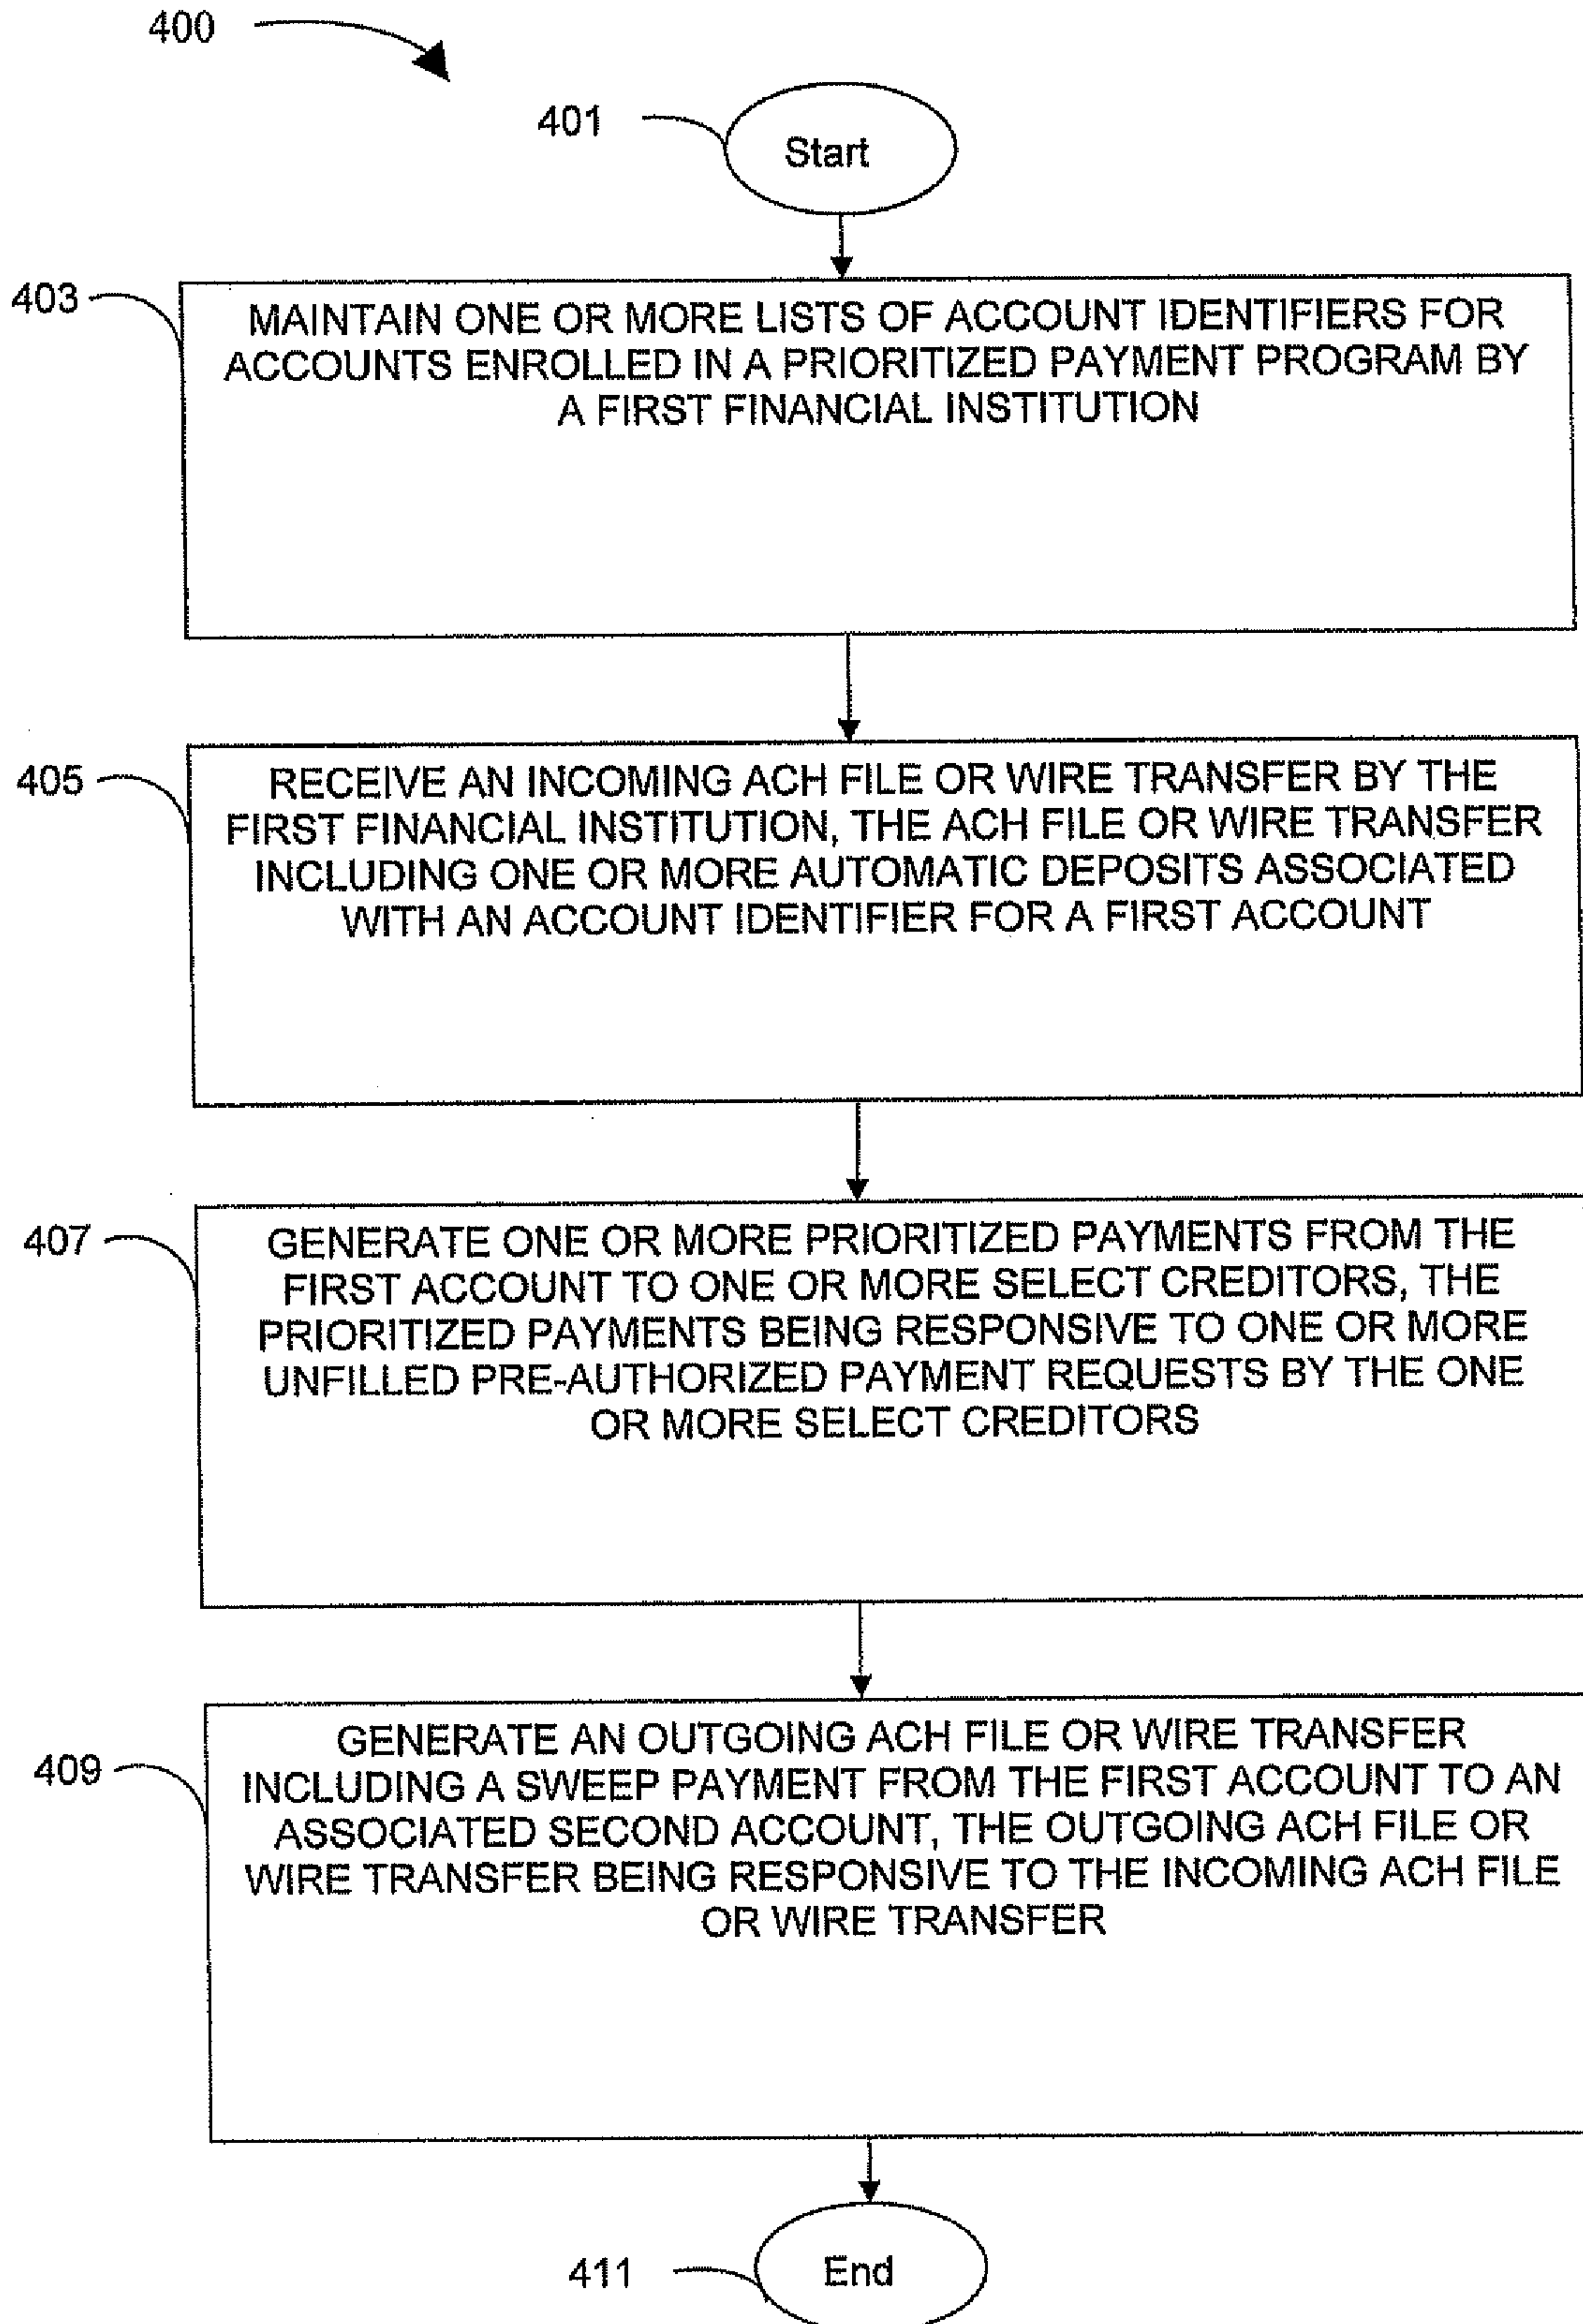 400
401
Start
403
MAINTAIN ONE OR MORE LISTS OF ACCOUNT IDENTIFIERS FOR
ACCOUNTS ENROLLED IN A PRIORITIZED PAYMENT PROGRAM BY
A FIRST FINANCIAL INSTITUTION
405
RECEIVE AN INCOMING ACH FILE OR WIRE TRANSFER BY THE
FIRST FINANCIAL INSTITUTION, THE ACH FILE OR WIRE TRANSFER
INCLUDING ONE OR MORE AUTOMATIC DEPOSITS ASSOCIATED
WITH AN ACCOUNT IDENTIFIER FOR A FIRST ACCOUNT
407
GENERATE ONE OR MORE PRIORITIZED PAYMENTS FROM THE
FIRST ACCOUNT TO ONE OR MORE SELECT CREDITORS, THE
PRIORITIZED PAYMENTS BEING RESPONSIVE TO ONE OR MORE
UNFILLED PRE-AUTHORIZED PAYMENT REQUESTS BY THE ONE
OR MORE SELECT CREDITORS
409
GENERATE AN OUTGOING ACH FILE OR WIRE TRANSFER
INCLUDING A SWEEP PAYMENT FROM THE FIRST ACCOUNT TO AN
ASSOCIATED SECOND ACCOUNT, THE OUTGOING ACH FILE OR
WIRE TRANSFER BEING RESPONSIVE TO THE INCOMING ACH FILE
OR WIRE TRANSFER
411
End